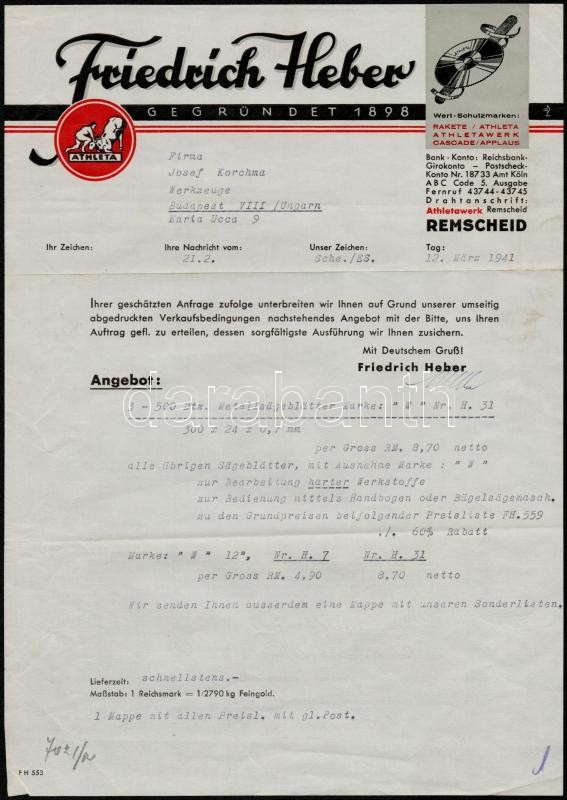 Friedrich Heber
GEGRÜNDET 1898
ATHLETA
Wert-Schutzmarken:
RAKETE / ATHLETA
ATHLETAWERK
CASCADE / APPLAUS
Bank-Konto: Reichsbank-
Girokonto – Postscheck-
Konto Nr. 18733 Amt Köln
ABC Code 5. Ausgabe
Fernruf 43744-43745
Drahtanschrift:
Athletawerk Remscheid
REMSCHEID
Firma
Josef Korchma
Werkzeuge
Budapest VIII /Ungarn
Maria Ucca 9
Ihr Zeichen: Ihre Nachricht vom: Unser Zeichen: Tag:
21.2. Sche./ES. 12. März 1941
Ihrer geschätzten Anfrage zufolge unterbreiten wir Ihnen auf Grund unserer umseitig
abgedruckten Verkaufsbedingungen nachstehendes Angebot mit der Bitte, uns Ihren
Auftrag gefl. zu erteilen, dessen sorgfältigste Ausführung wir Ihnen zusichern.
Mit Deutschem Gruß!
Friedrich Heber
Angebot:
darabanth
3 - 500 Dtz. Metallsägeblätter Marke: " W " Nr. H. 31
300 x 24 x 0,7 mm
per Gross RM. 8,70 netto
alle übrigen Sägeblätter, mit Ausnahme Marke : " W "
zur Bearbeitung harter Werkstoffe
zur Bedienung mittels Handbogen oder Bügelsägemasch.
zu den Grundpreisen beifolgender Preisliste FH.559
./. 60% Rabatt
Marke: " W " 12", Nr. H. 7 Nr. H. 31
per Gross RM. 4,90 8,70 netto
Wir senden Ihnen ausserdem eine Mappe mit unseren Sonderlisten.
Lieferzeit: schnellstens.-
Maßstab: 1 Reichsmark = 1/2790 kg Feingold.
1 Mappe mit allen Preisl. mit gl.Post.
FH 553